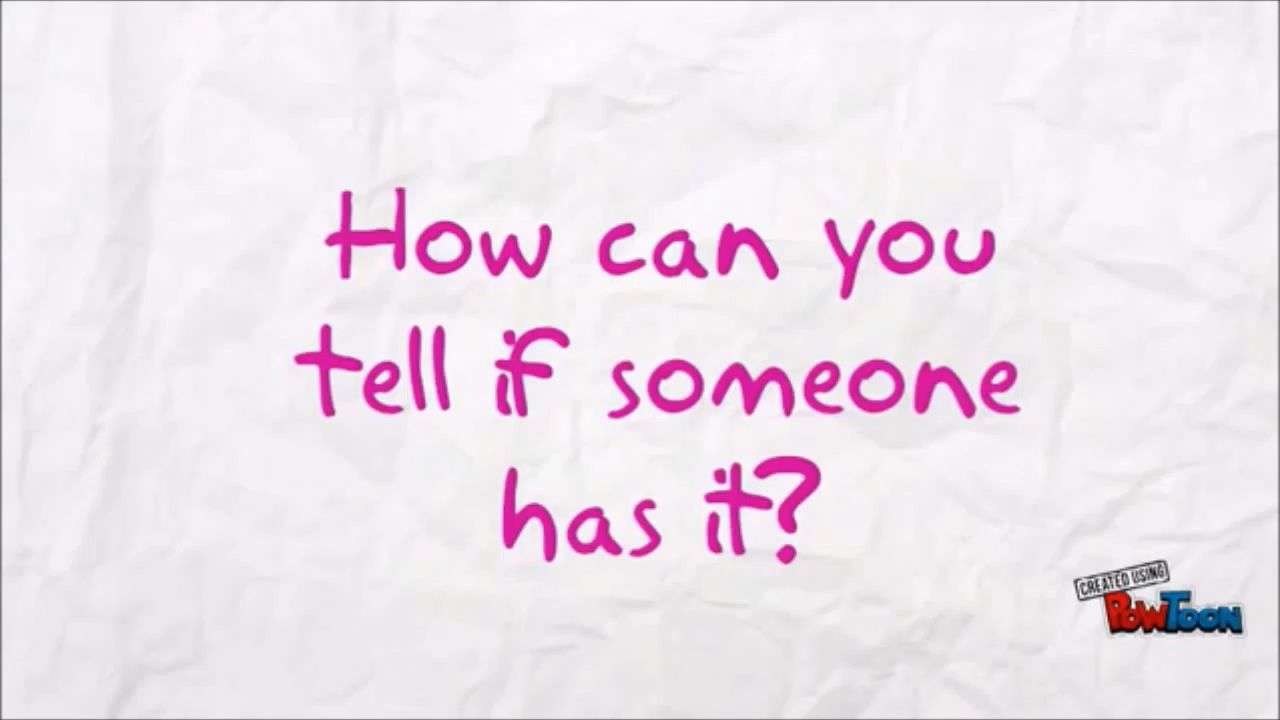 How can you
tell if someone
has it?
CREATED USING
POWTOON